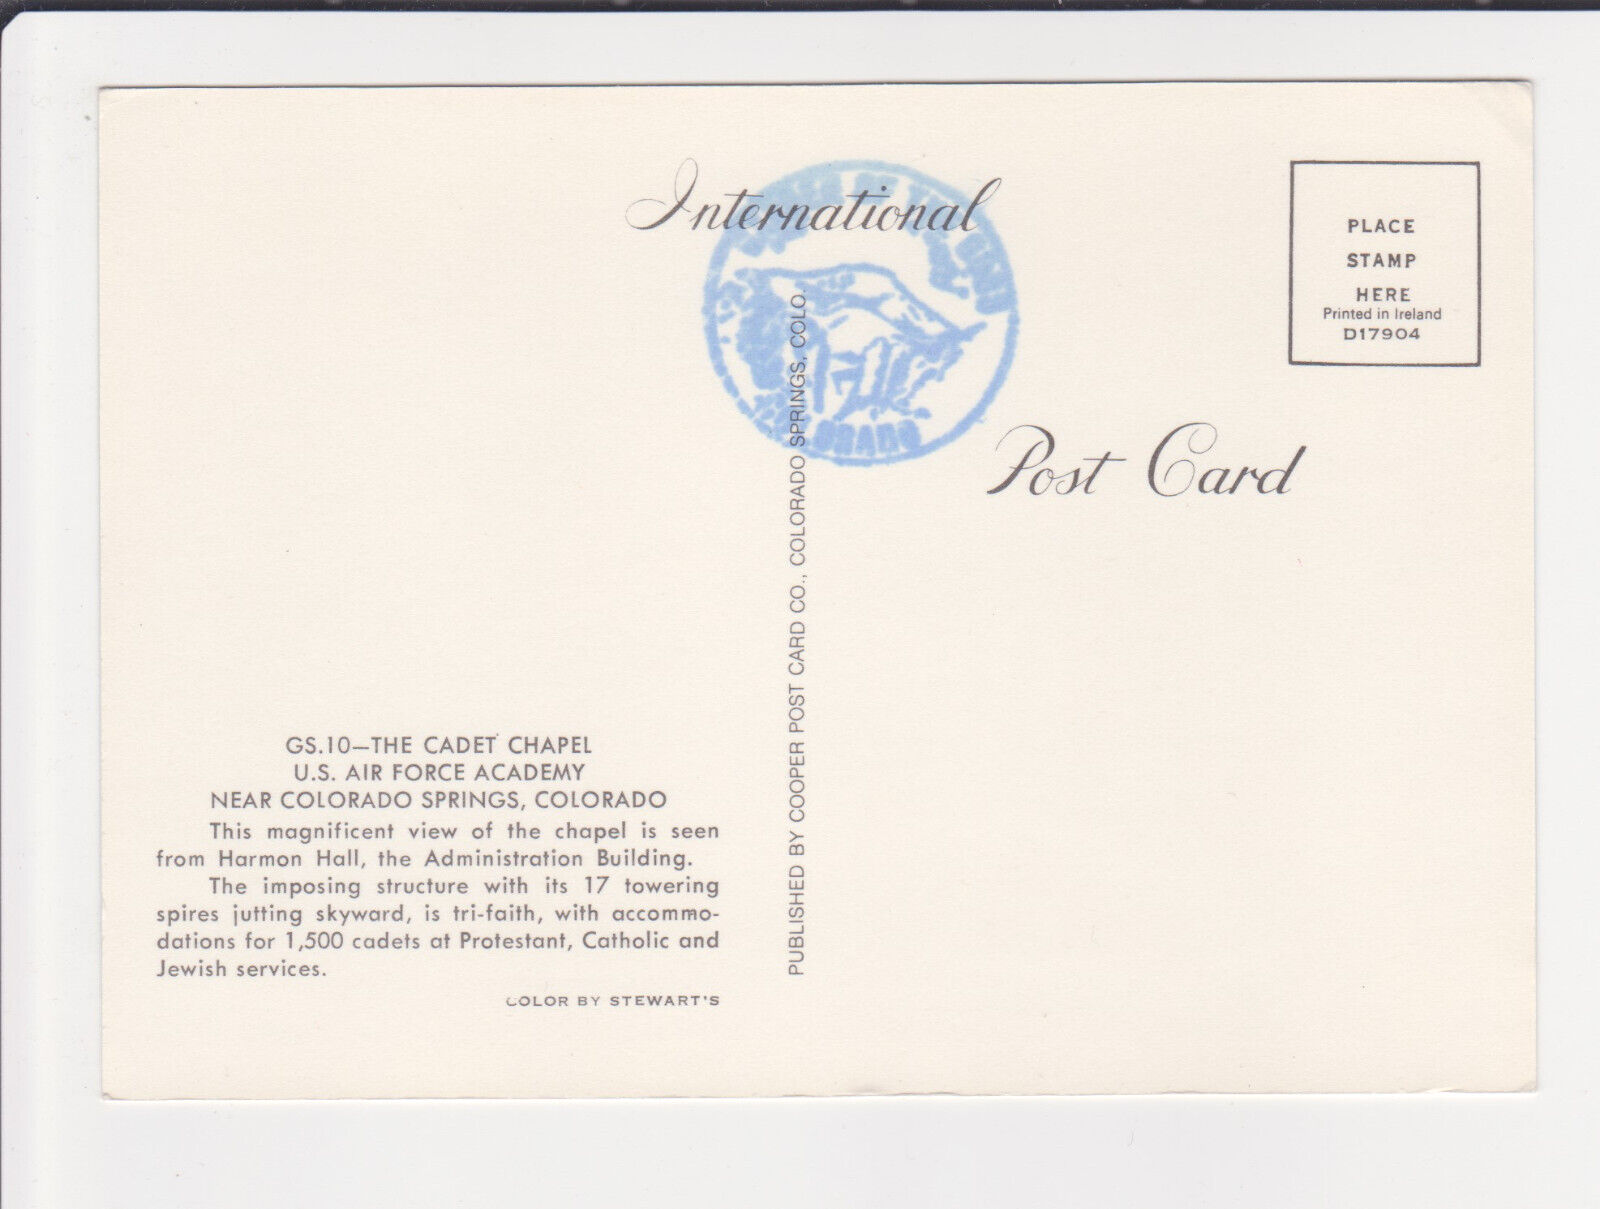 International
PLACE
STAMP
HERE
Printed in Ireland
D17904
Post Card
PUBLISHED BY COOPER POST CARD CO., COLORADO SPRINGS, COLO.
GS.10—THE CADET CHAPEL
U.S. AIR FORCE ACADEMY
NEAR COLORADO SPRINGS, COLORADO
This magnificent view of the chapel is seen
from Harmon Hall, the Administration Building.
The imposing structure with its 17 towering
spires jutting skyward, is tri-faith, with accommo-
dations for 1,500 cadets at Protestant, Catholic and
Jewish services.
COLOR BY STEWART'S